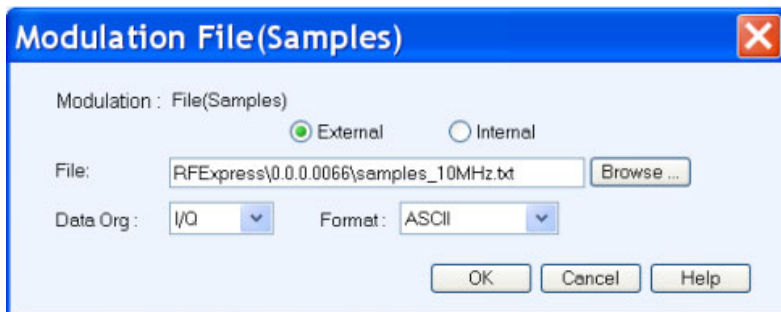 Modulation File(Samples)
Modulation : File(Samples)
External Internal
File: RFExpress\0.0.0.0066\samples_10MHz.txt Browse ...
Data Org : I/Q Format : ASCII
OK Cancel Help